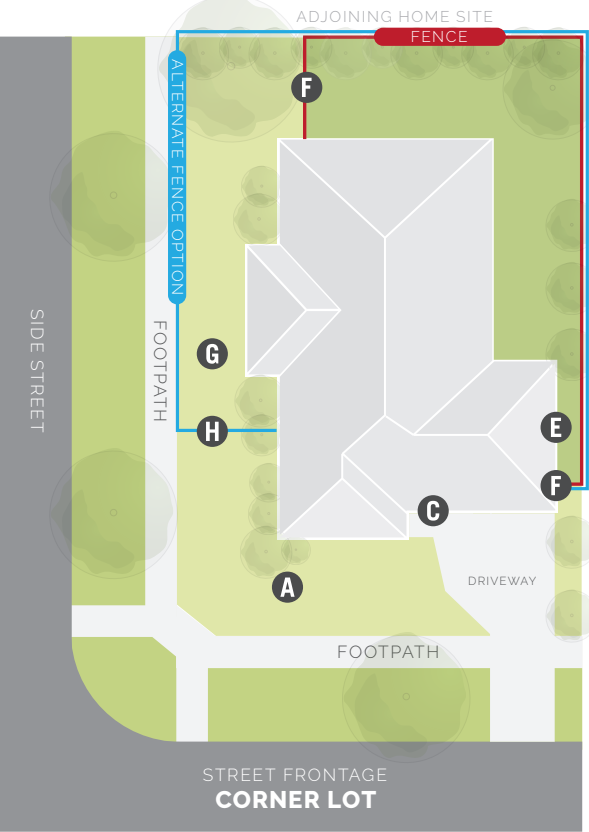 ADJOINING HOME SITE
FENCE
F
ALTERNATE FENCE OPTION
SIDE STREET
FOOTPATH
G
H
E
F
C
A
DRIVEWAY
FOOTPATH
STREET FRONTAGE
CORNER LOT